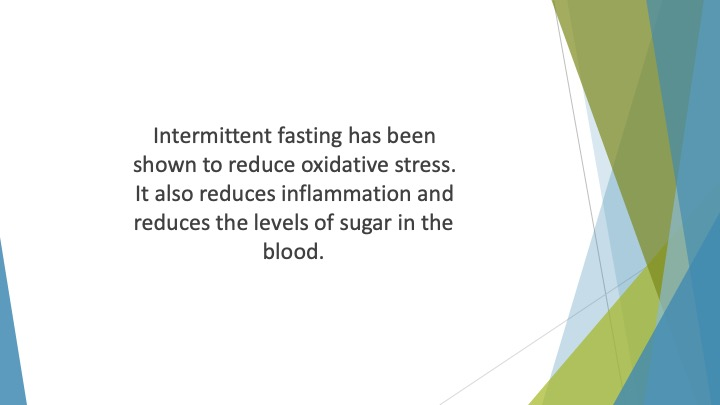 Intermittent fasting has been
shown to reduce oxidative stress.
It also reduces inflammation and
reduces the levels of sugar in the
blood.